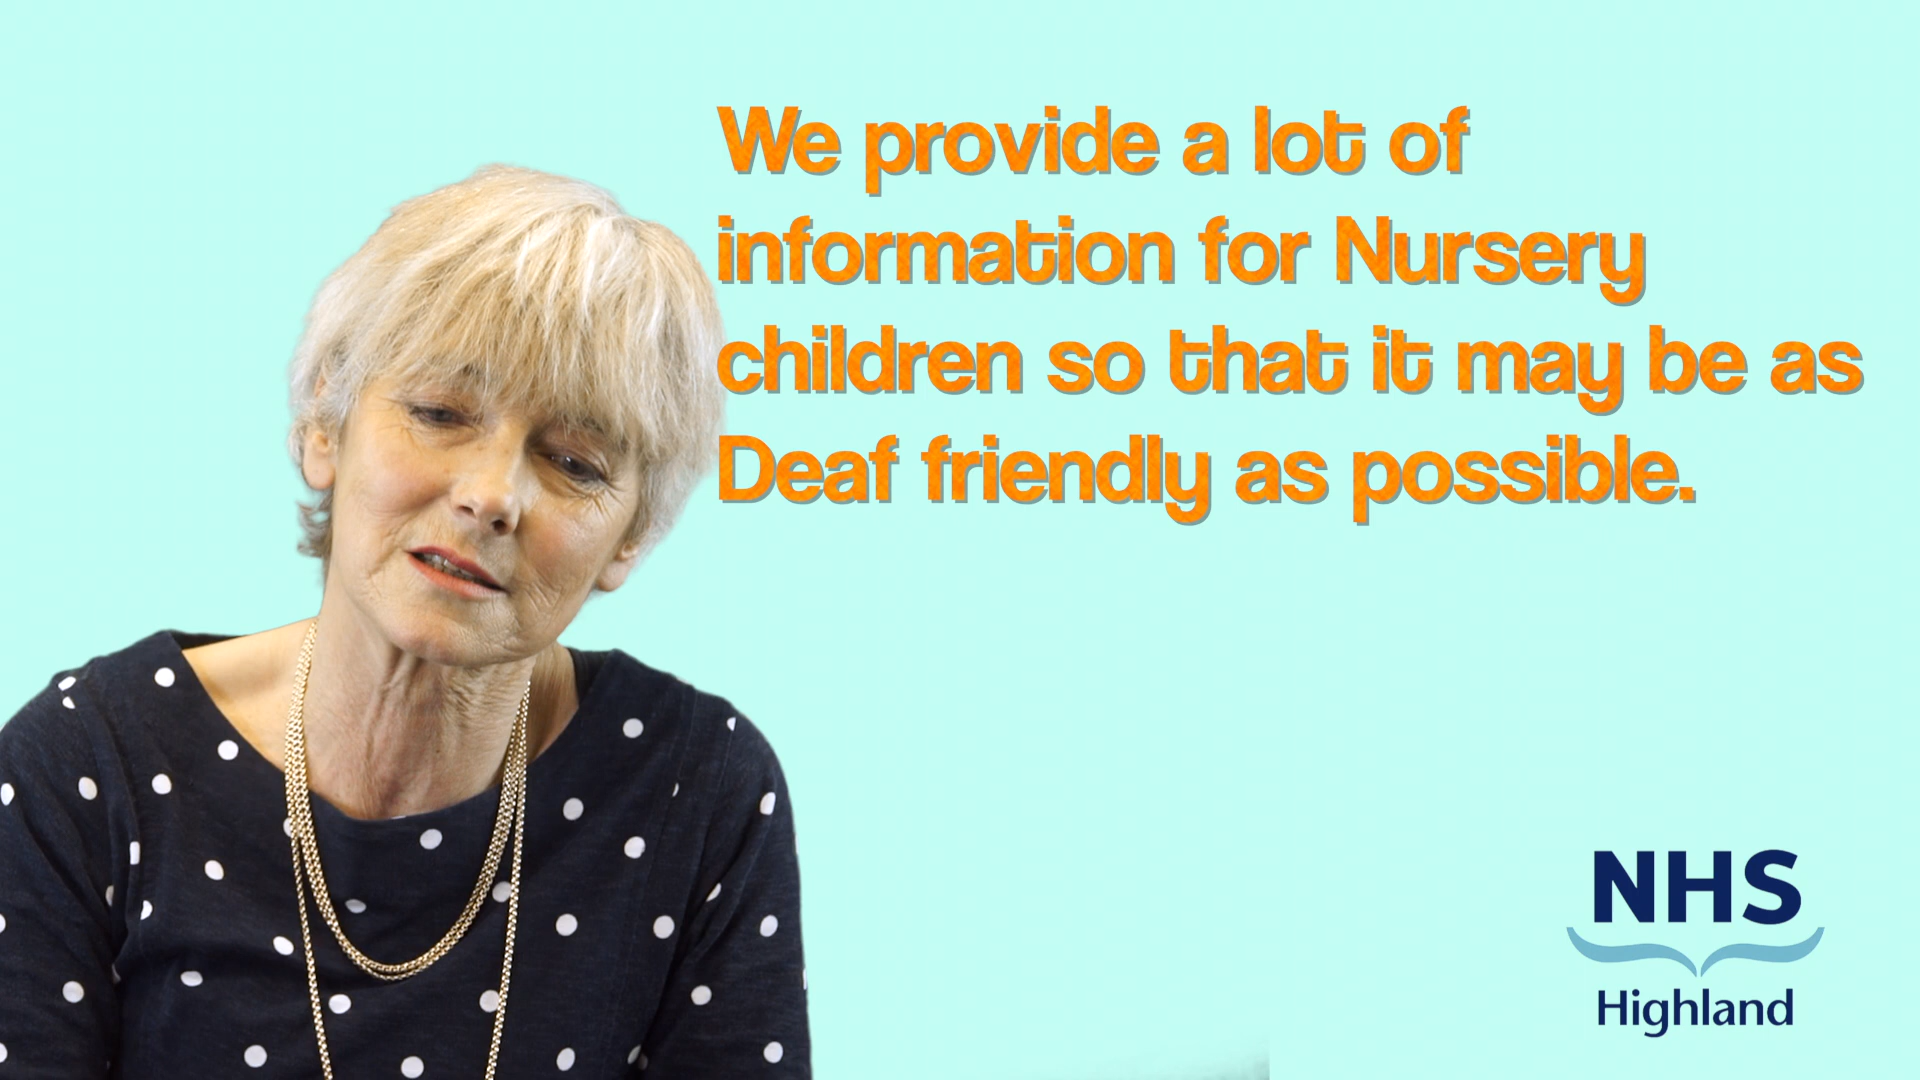 We provide a lot of
information for Nursery
children so that it may be as
Deaf friendly as possible.
NHS
Highland